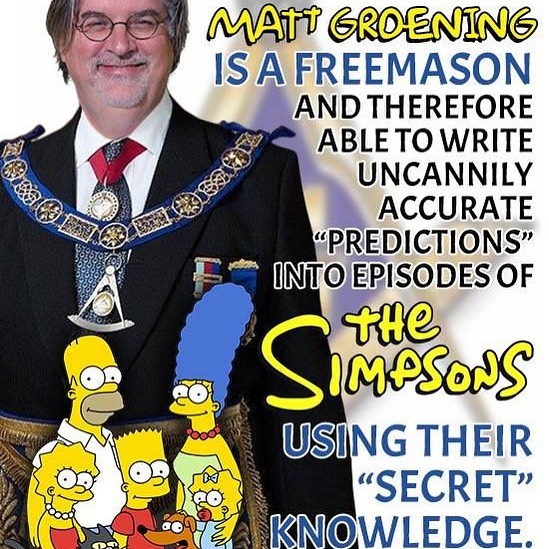 MATT GROENING
IS A FREEMASON
AND THEREFORE
ABLE TO WRITE
UNCANNILY
ACCURATE
“PREDICTIONS”
INTO EPISODES OF
THE
SIMPSONS
USING THEIR
“SECRET”
KNOWLEDGE.